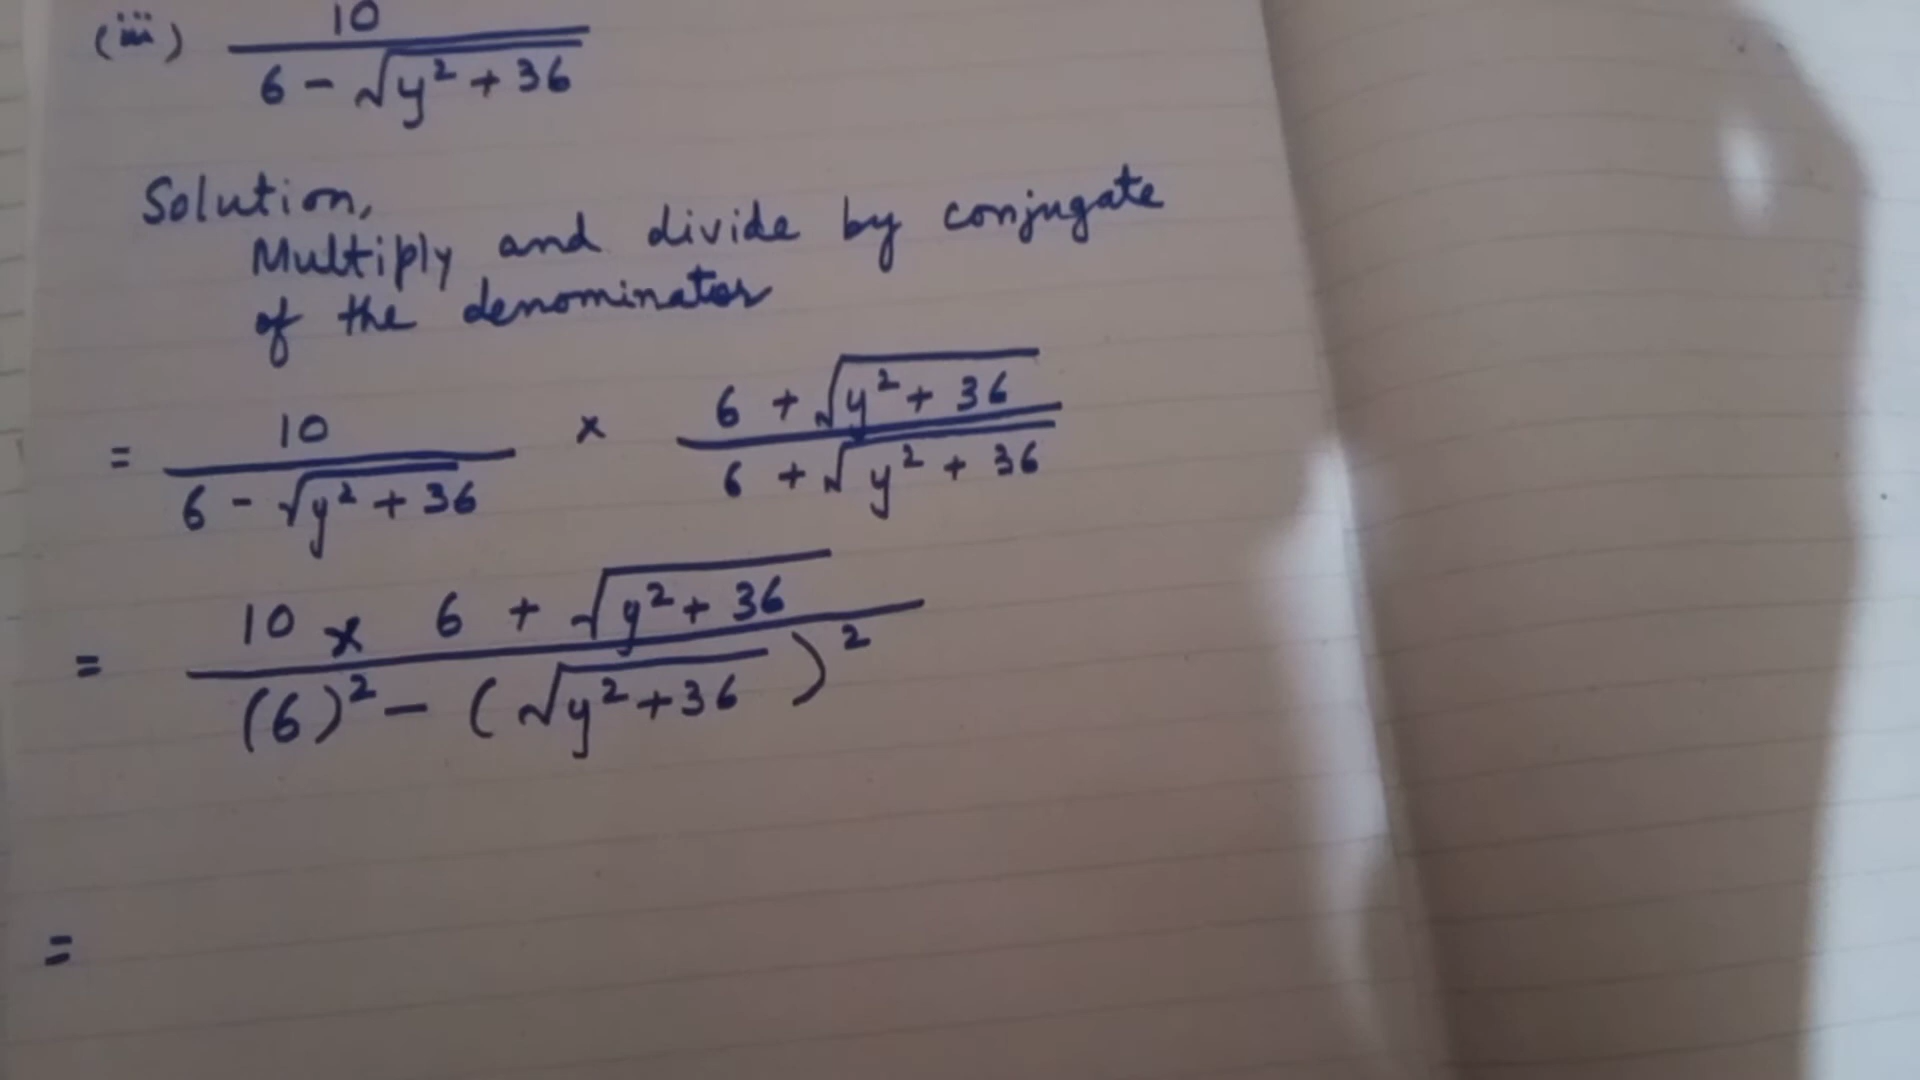 (iii) 10
6 - √y² + 36
Solution,
Multiply and divide by conjugate
of the denominator
= 10 × 6 + √y² + 36
6 - √y² + 36 6 + √y² + 36
= 10 × 6 + √y² + 36
(6)² - (√y² + 36)²
=